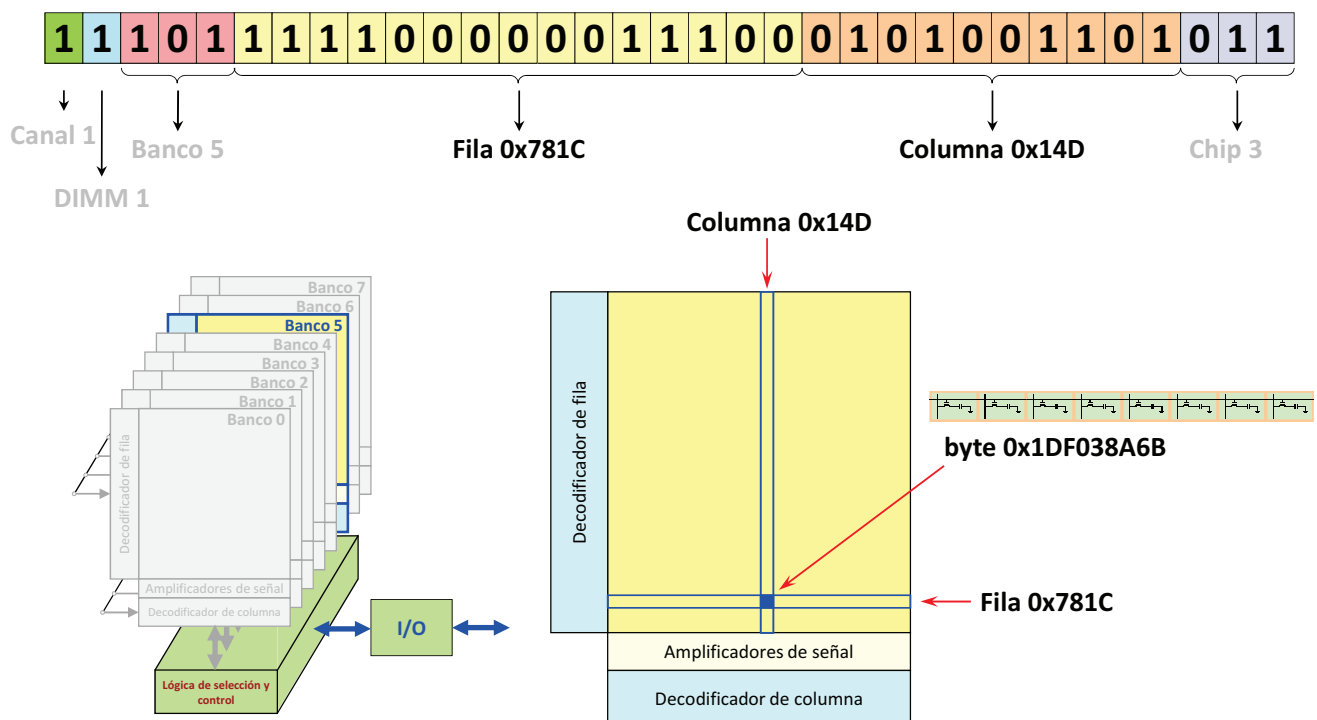 1 1 1 0 1 1 1 1 1 0 0 0 0 0 0 1 1 1 0 0 0 1 0 1 0 0 1 1 0 1 0 1 1
Canal 1
Banco 5
Fila 0x781C
Columna 0x14D
Chip 3
DIMM 1
Columna 0x14D
Banco 7
Banco 6
Banco 5
Banco 4
Banco 3
Banco 2
Banco 1
Banco 0
Decodificador de fila
Amplificadores de señal
Decodificador de columna
I/O
Lógica de selección y
control
Decodificador de fila
byte 0x1DF038A6B
Fila 0x781C
Amplificadores de señal
Decodificador de columna